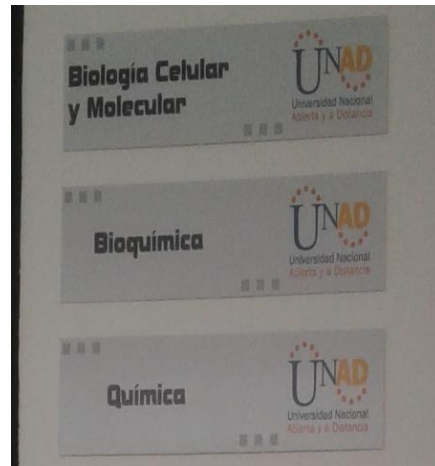 Biología Celular
y Molecular
UNAD
Universidad Nacional
Abierta y a Distancia
Bioquímica
UNAD
Universidad Nacional
Abierta y a Distancia
Química
UNAD
Universidad Nacional
Abierta y a Distancia